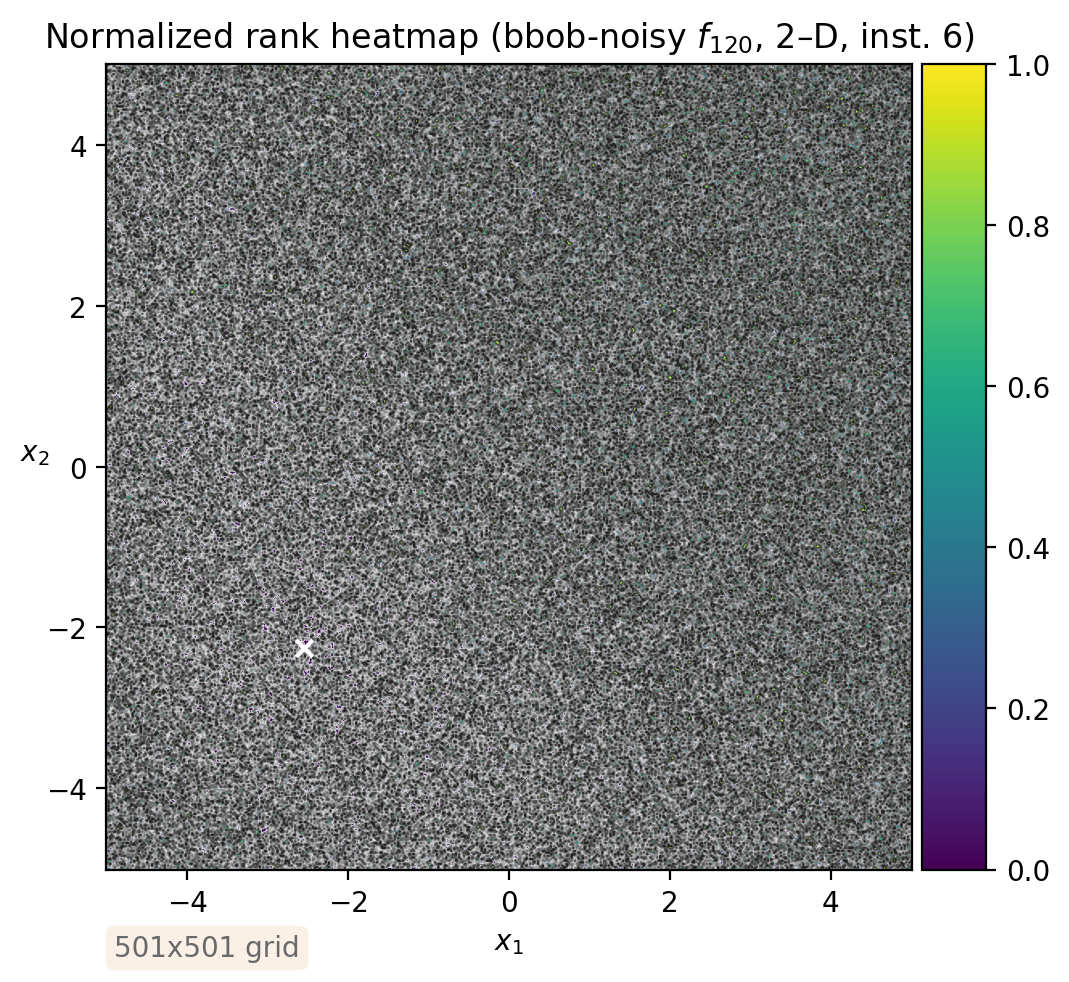 Normalized rank heatmap (bbob-noisy f120, 2–D, inst. 6)
1.0
0.8
0.6
0.4
0.2
0.0
x2
4
2
0
−2
−4
−4 −2 0 2 4
x1
501x501 grid